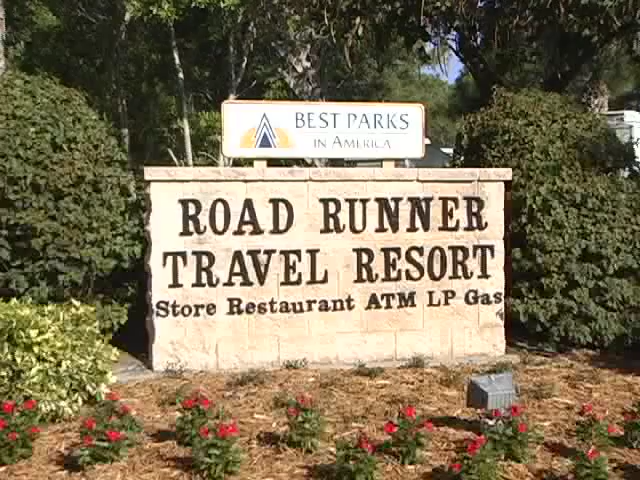 BEST PARKS
IN AMERICA
ROAD RUNNER
TRAVEL RESORT
Store Restaurant ATM LP Gas